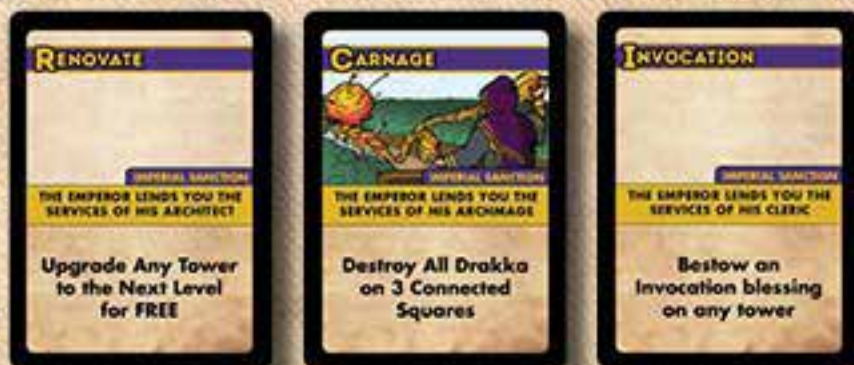 RENOVATE
IMPERIAL SANCTION
THE EMPEROR LENDS YOU THE
SERVICES OF HIS ARCHITECT
Upgrade Any Tower
to the Next Level
for FREE
CARNAGE
IMPERIAL SANCTION
THE EMPEROR LENDS YOU THE
SERVICES OF HIS ARCHMAGE
Destroy All Drakka
on 3 Connected
Squares
INVOCATION
IMPERIAL SANCTION
THE EMPEROR LENDS YOU THE
SERVICES OF HIS CLERIC
Bestow an
Invocation blessing
on any tower